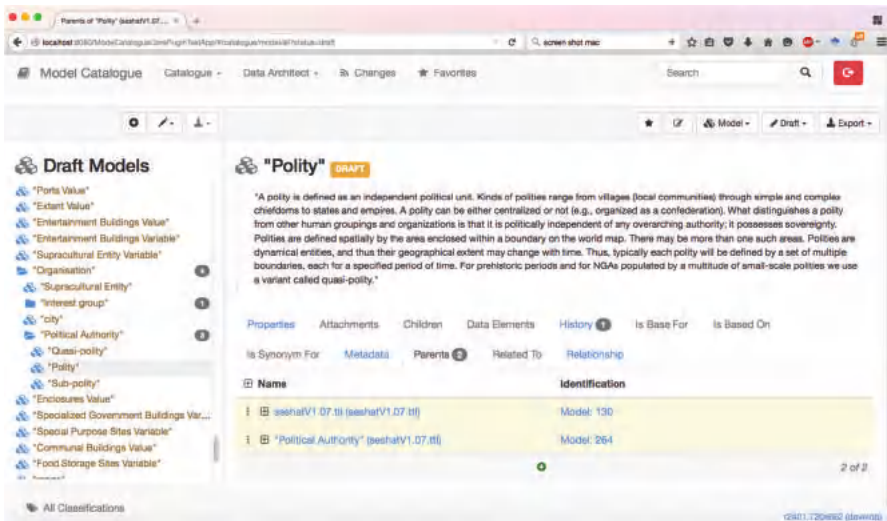 Parents of "Polity" (seshatV1.07....
screen shot mac
Model Catalogue Catalogue Data Architect Changes Favorites Search
Model Draft Export
Draft Models
"Ports Value"
"Extant Value"
"Entertainment Buildings Value"
"Entertainment Buildings Variable"
"Supracultural Entity Variable"
"Organisation"
"Supracultural Entity"
"Interest group"
"city"
"Political Authority"
"Quasi-polity"
"Polity"
"Sub-polity"
"Enclosures Value"
"Specialized Government Buildings Var...
"Special Purpose Sites Variable"
"Communal Buildings Value"
"Food Storage Sites Variable"
All Classifications
"Polity" DRAFT
"A polity is defined as an independent political unit. Kinds of polities range from villages (local communities) through simple and complex
chiefdoms to states and empires. A polity can be either centralized or not (e.g., organized as a confederation). What distinguishes a polity
from other human groupings and organizations is that it is politically independent of any overarching authority; it possesses sovereignty.
Polities are defined spatially by the area enclosed within a boundary on the world map. There may be more than one such areas. Polities are
dynamical entities, and thus their geographical extent may change with time. Thus, typically each polity will be defined by a set of multiple
boundaries, each for a specified period of time. For prehistoric periods and for NGAs populated by a multitude of small-scale polities we use
a variant called quasi-polity."
Properties Attachments Children Data Elements History 1 Is Base For Is Based On
Is Synonym For Metadata Parents 2 Related To Relationship
Name Identification
seshatV1.07.ttl (seshatV1.07.ttl) Model: 130
"Political Authority" (seshatV1.07.ttl) Model: 264
2 of 2